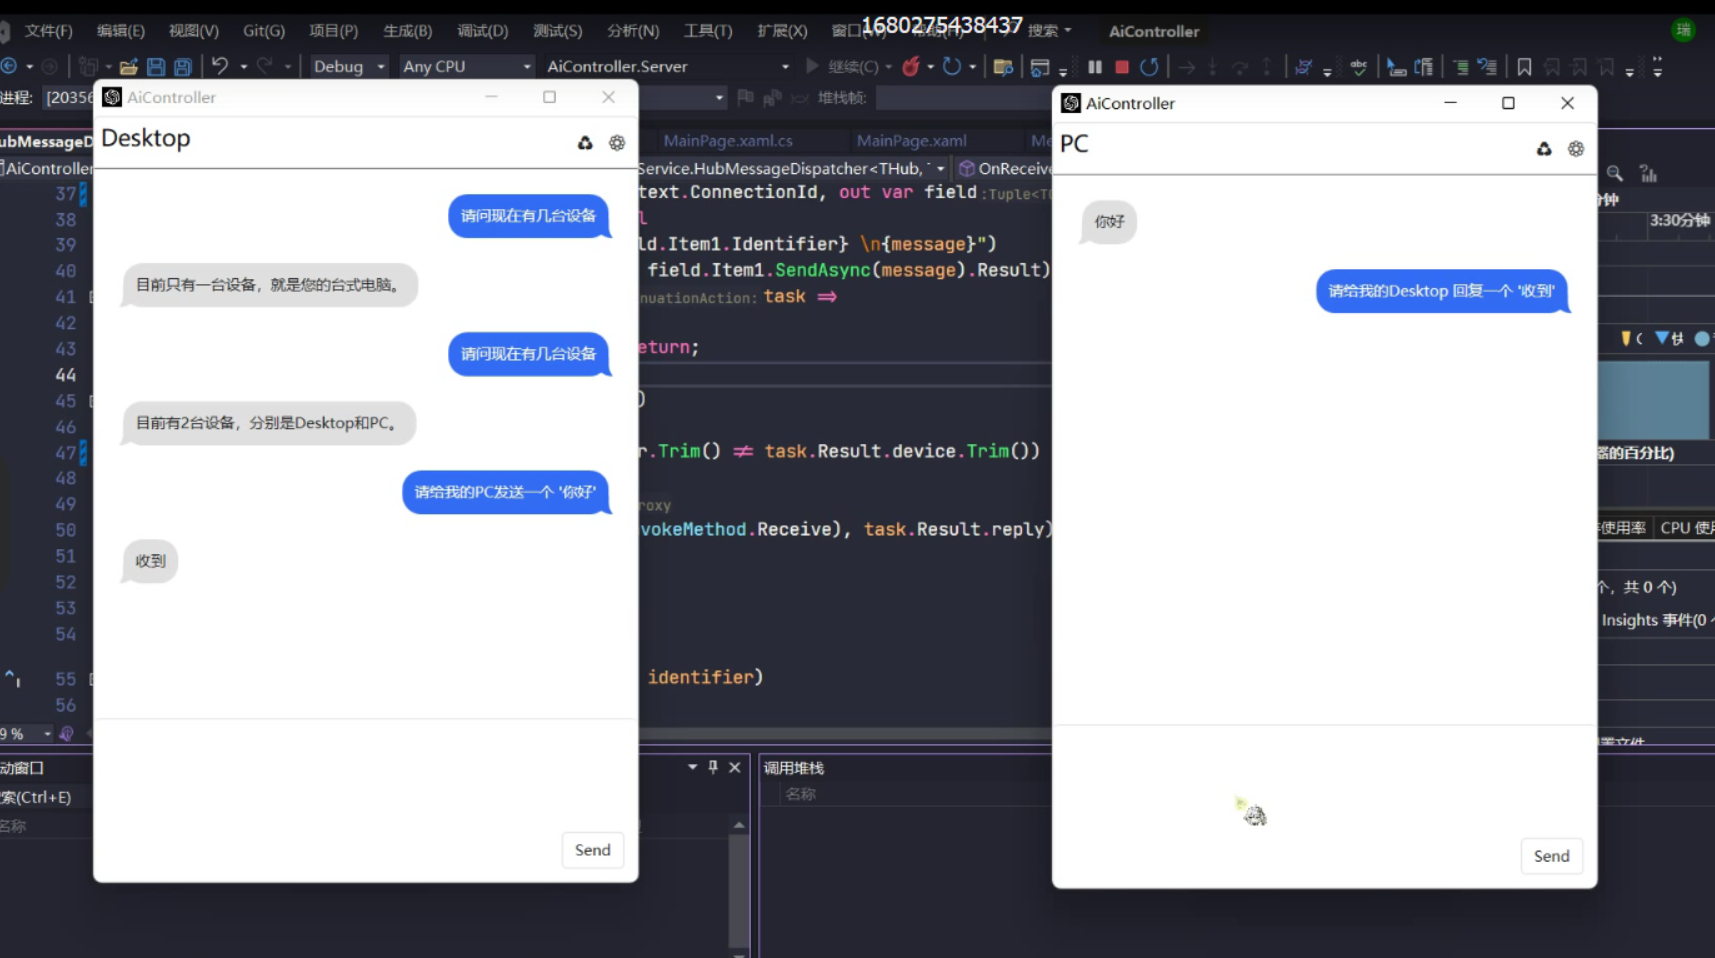 1680275438437
文件(F) 编辑(E) 视图(V) Git(G) 项目(P) 生成(B) 调试(D) 测试(S) 分析(N) 工具(T) 扩展(X) 窗口(W) 帮助(H) 搜索 AiController 瑞
Debug Any CPU AiController.Server 继续(C)
进程: [20356 堆栈帧:
AiController
Desktop
请问现在有几台设备
目前只有一台设备，就是您的台式电脑。
请问现在有几台设备
目前有2台设备，分别是Desktop和PC。
请给我的PC发送一个 '你好'
收到
Send
AiController
PC
你好
请给我的Desktop 回复一个 '收到'
Send
ubMessageD MainPage.xaml.cs MainPage.xaml Me
AiController Service.HubMessageDispatcher<THub, OnReceive
37 text.ConnectionId, out var field :Tuple<T
38
39 ld.Item1.Identifier} \n{message}")
40 field.Item1.SendAsync(message).Result)
41 nuationAction: task =>
42
43 eturn;
44
45 )
46
47 r.Trim() != task.Result.device.Trim())
48
49 roxy
50 vokeMethod.Receive), task.Result.reply)
51
52
53
54
55 identifier)
56
9 %
分钟
3:30分钟
器的百分比)
使用率 CPU 使
个，共 0 个)
Insights 事件(0
动窗口
索(Ctrl+E)
名称
调用堆栈
名称